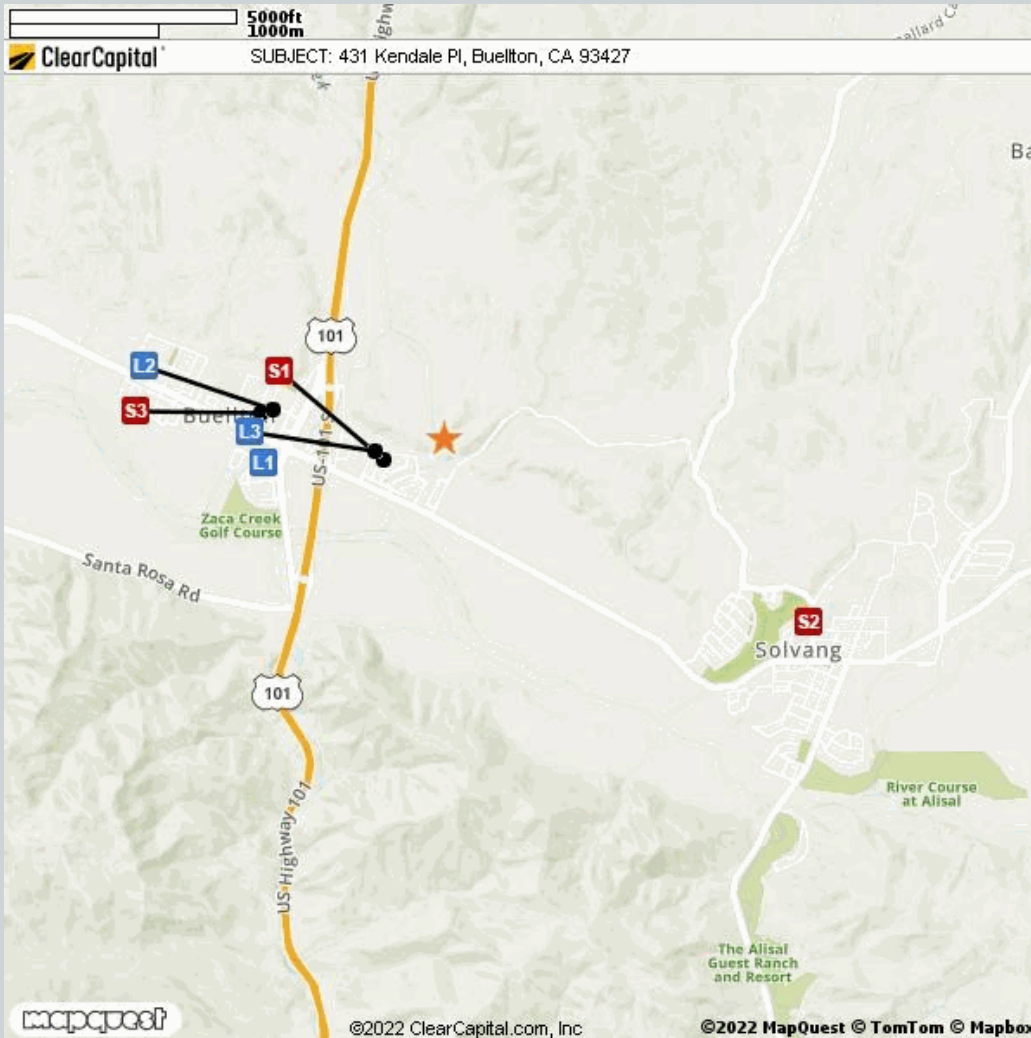 5000ft
1000m
ClearCapital
SUBJECT: 431 Kendale Pl, Buellton, CA 93427
101
L2
S1
S3
L3
L1
US-101 S
Zaca Creek
Golf Course
Santa Rosa Rd
S2
Solvang
101
River Course
at Alisal
US Highway 101
The Alisal
Guest Ranch
and Resort
mapquest
©2022 ClearCapital.com, Inc
©2022 MapQuest © TomTom © Mapbox